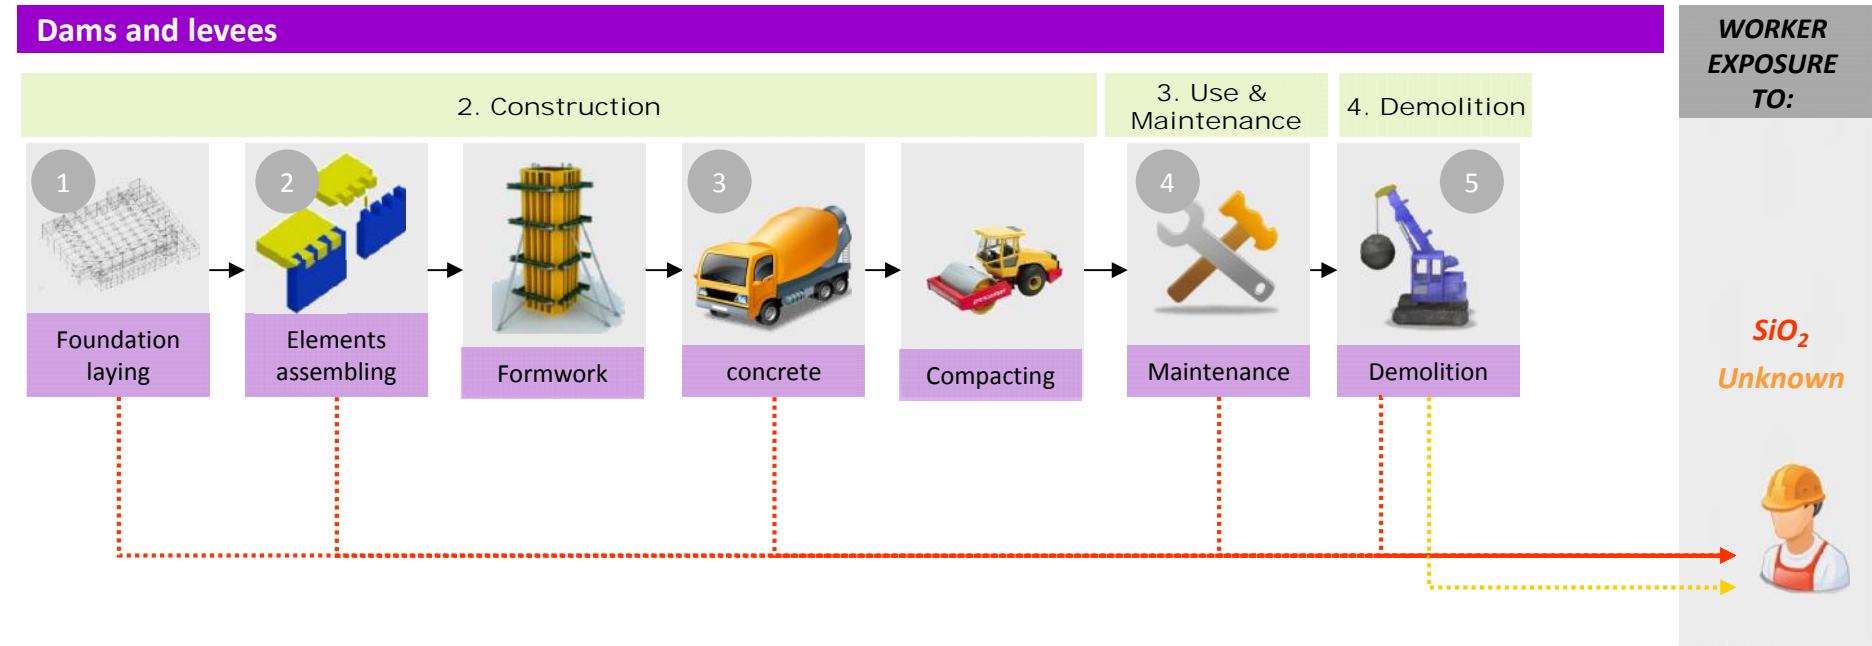 Dams and levees
WORKER
EXPOSURE
TO:
2. Construction
3. Use &
Maintenance
4. Demolition
1
2
3
4
5
Foundation
laying
Elements
assembling
Formwork
concrete
Compacting
Maintenance
Demolition
SiO₂
Unknown